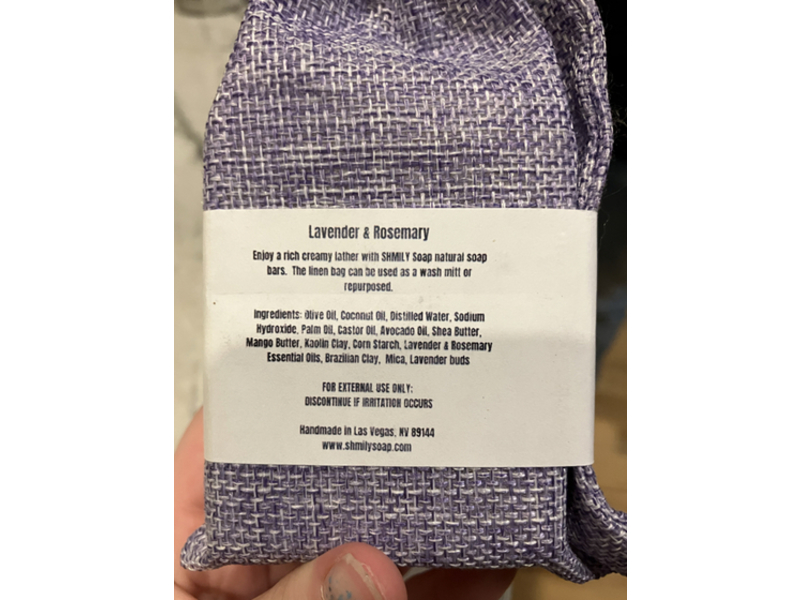 Lavender & Rosemary
Enjoy a rich creamy lather with SHMILY Soap natural soap
bars. The linen bag can be used as a wash mitt or
repurposed.
Ingredients: Olive Oil, Coconut Oil, Distilled Water, Sodium
Hydroxide, Palm Oil, Castor Oil, Avocado Oil, Shea Butter,
Mango Butter, Kaolin Clay, Corn Starch, Lavender & Rosemary
Essential Oils, Brazilian Clay, Mica, Lavender buds
FOR EXTERNAL USE ONLY:
DISCONTINUE IF IRRITATION OCCURS
Handmade in Las Vegas, NV 89144
www.shmilysoap.com